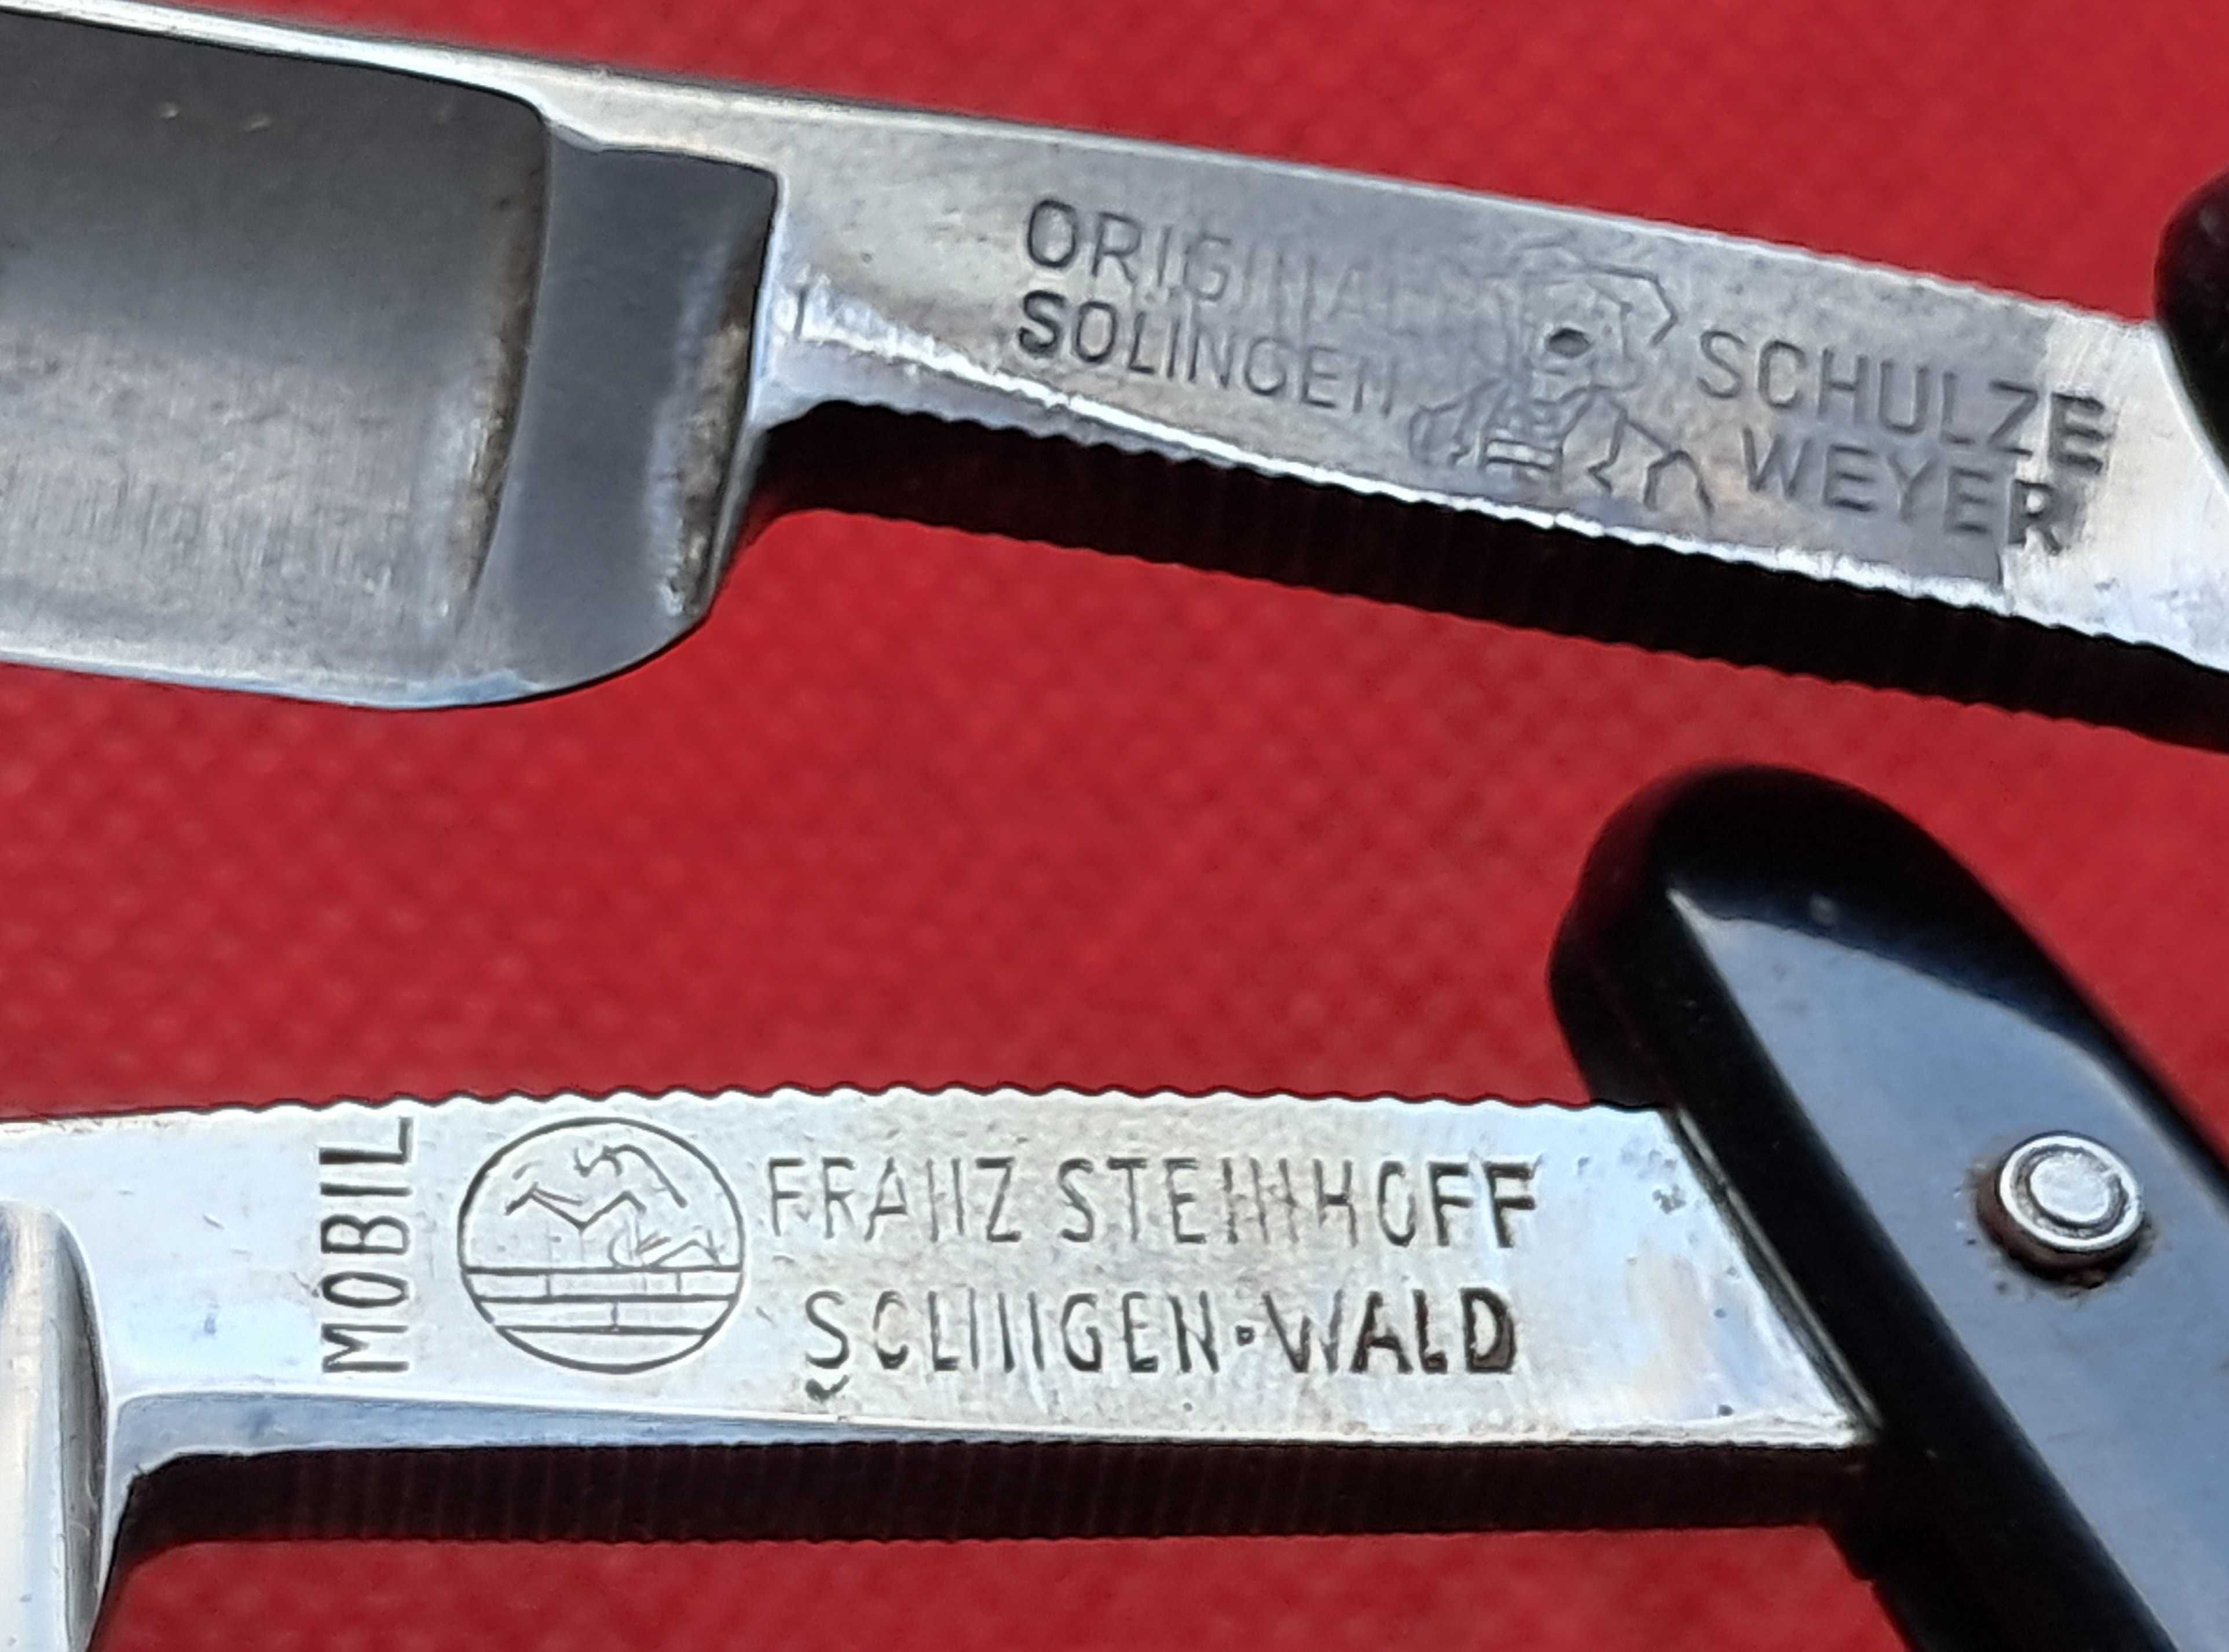 ORIGINAL
SOLINGEN
SCHULZE
WEYER
MOBIL
FRANZ STEINHOFF
SOLINGEN-WALD